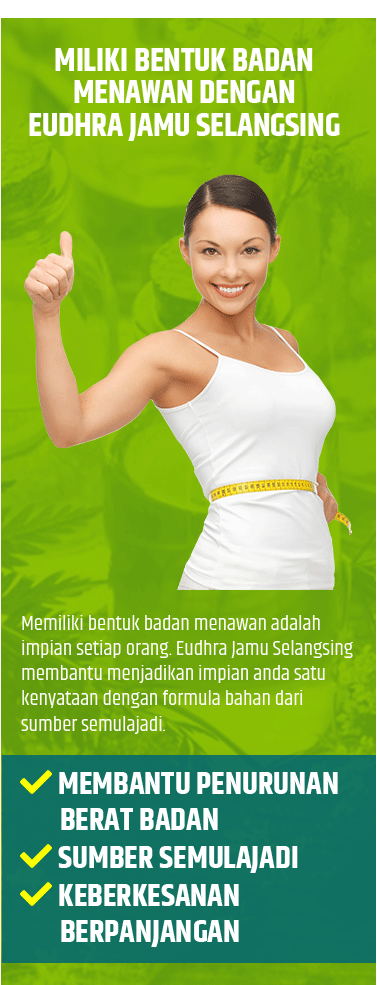 MILIKI BENTUK BADAN
MENAWAN DENGAN
EUDHRA JAMU SELANGSING
Memiliki bentuk badan menawan adalah
impian setiap orang. Eudhra Jamu Selangsing
membantu menjadikan impian anda satu
kenyataan dengan formula bahan dari
sumber semulajadi.
MEMBANTU PENURUNAN
BERAT BADAN
SUMBER SEMULAJADI
KEBERKESANAN
BERPANJANGAN